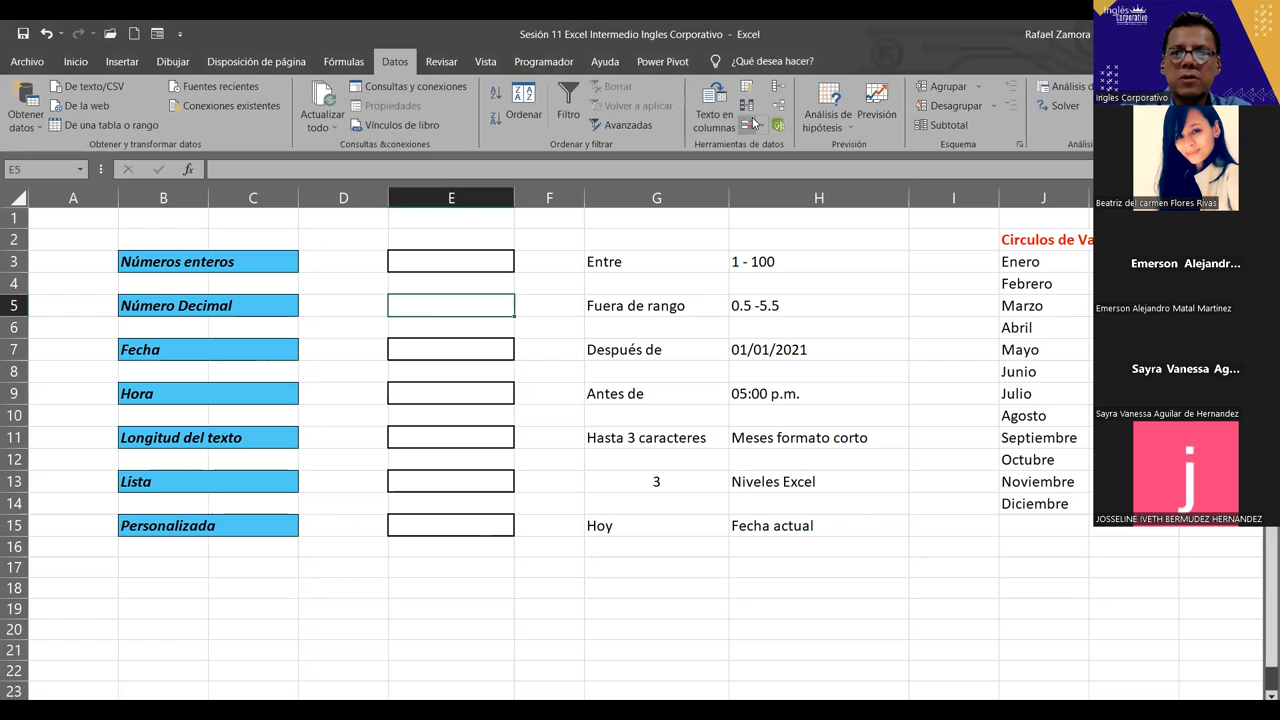 Sesión 11 Excel Intermedio Ingles Corporativo - Excel
Rafael Zamora
Archivo
Inicio
Insertar
Dibujar
Disposición de página
Fórmulas
Datos
Revisar
Vista
Programador
Ayuda
Power Pivot
¿Qué desea hacer?
Obtener datos
De texto/CSV
De la web
De una tabla o rango
Fuentes recientes
Conexiones existentes
Obtener y transformar datos
Actualizar todo
Consultas y conexiones
Propiedades
Vínculos de libro
Consultas &conexiones
Ordenar
Filtro
Borrar
Volver a aplicar
Avanzadas
Ordenar y filtrar
Texto en columnas
Herramientas de datos
Análisis de hipótesis
Previsión
Previsión
Agrupar
Desagrupar
Subtotal
Esquema
Análisis d
Solver
Anális
E5
fx
A B C D E F G H I J
1
2 Circulos de Va
3 Números enteros Entre 1 - 100 Enero
4 Febrero
5 Número Decimal Fuera de rango 0.5 -5.5 Marzo
6 Abril
7 Fecha Después de 01/01/2021 Mayo
8 Junio
9 Hora Antes de 05:00 p.m. Julio
10 Agosto
11 Longitud del texto Hasta 3 caracteres Meses formato corto Septiembre
12 Octubre
13 Lista 3 Niveles Excel Noviembre
14 Diciembre
15 Personalizada Hoy Fecha actual
16
17
18
19
20
21
22
23
Inglés
Corporativo
Ingles Corporativo
Beatriz del carmen Flores Rivas
Emerson Alejandr...
Emerson Alejandro Matal Martinez
Sayra Vanessa Ag...
Sayra Vanessa Aguilar de Hernandez
j
JOSSELINE IVETH BERMUDEZ HERNANDEZ